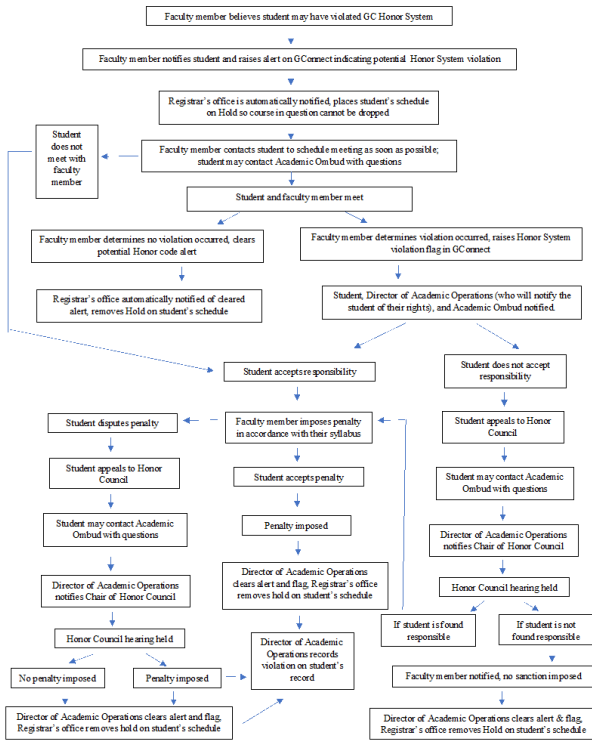 Faculty member believes student may have violated GC Honor System
Faculty member notifies student and raises alert on GConnect indicating potential Honor System violation
Registrar's office is automatically notified, places student's schedule
on Hold so course in question cannot be dropped
Student
does not
meet with
faculty
member
Faculty member contacts student to schedule meeting as soon as possible;
student may contact Academic Ombud with questions
Student and faculty member meet
Faculty member determines no violation occurred, clears
potential Honor code alert
Faculty member determines violation occurred, raises Honor System
violation flag in GConnect
Registrar's office automatically notified of cleared
alert, removes Hold on student's schedule
Student, Director of Academic Operations (who will notify the
student of their rights), and Academic Ombud notified.
Student accepts responsibility
Student does not accept
responsibility
Student disputes penalty
Faculty member imposes penalty
in accordance with their syllabus
Student appeals to Honor
Council
Student appeals to Honor
Council
Student accepts penalty
Student may contact Academic
Ombud with questions
Student may contact Academic
Ombud with questions
Penalty imposed
Director of Academic Operations
notifies Chair of Honor Council
Director of Academic Operations
notifies Chair of Honor Council
Director of Academic Operations
clears alert and flag, Registrar's office
removes hold on student's schedule
Honor Council hearing held
Honor Council hearing held
Director of Academic
Operations records
violation on student's
record
If student is found
responsible
If student is not
found responsible
No penalty imposed
Penalty imposed
Faculty member notified, no sanction imposed
Director of Academic Operations clears alert and flag,
Registrar's office removes hold on student's schedule
Director of Academic Operations clears alert & flag,
Registrar's office removes Hold on student's schedule